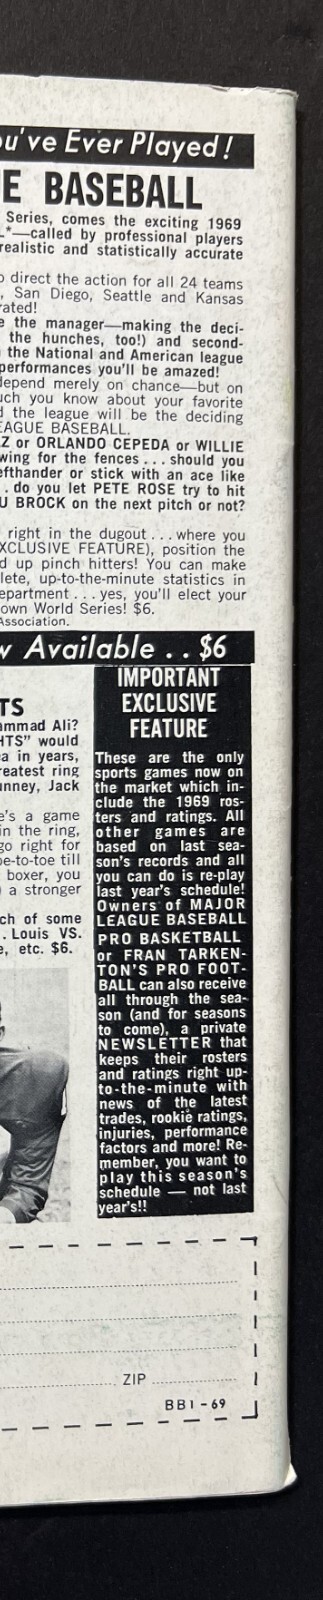 u've Ever Played!
E BASEBALL
Series, comes the exciting 1969
L*—called by professional players
realistic and statistically accurate
o direct the action for all 24 teams
, San Diego, Seattle and Kansas
rated!
e the manager—making the deci-
the hunches, too!) and second-
the National and American league
performances you'll be amazed!
depend merely on chance—but on
uch you know about your favorite
d the league will be the deciding
EAGUE BASEBALL.
Z or ORLANDO CEPEDA or WILLIE
wing for the fences . . . should you
efthander or stick with an ace like
. . do you let PETE ROSE try to hit
U BROCK on the next pitch or not?
right in the dugout . . . where you
XCLUSIVE FEATURE), position the
d up pinch hitters! You can make
lete, up-to-the-minute statistics in
epartment . . . yes, you'll elect your
own World Series! $6.
Association.
w Available . . $6
TS
ammad Ali?
HTS" would
a in years,
reatest ring
unney, Jack
e's a game
in the ring,
go right for
oe-to-toe till
boxer, you
) a stronger
ch of some
. Louis VS.
e, etc. $6.
IMPORTANT
EXCLUSIVE
FEATURE
These are the only
sports games now on
the market which in-
clude the 1969 ros-
ters and ratings. All
other games are
based on last sea-
son's records and all
you can do is re-play
last year's schedule!
Owners of MAJOR
LEAGUE BASEBALL
PRO BASKETBALL
or FRAN TARKEN-
TON'S PRO FOOT-
BALL can also receive
all through the sea-
son (and for seasons
to come), a private
NEWSLETTER that
keeps their rosters
and ratings right up-
to-the-minute with
news of the latest
trades, rookie ratings,
injuries, performance
factors and more! Re-
member, you want to
play this season's
schedule — not last
year's!!
ZIP
BB1-69